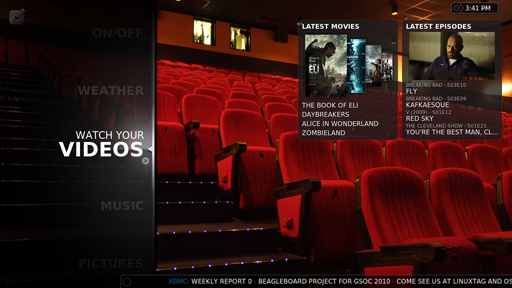 3:41 PM
ON/OFF
WEATHER
WATCH YOUR
VIDEOS
MUSIC
PICTURES
LATEST MOVIES
ELI
THE BOOK OF ELI
DAYBREAKERS
ALICE IN WONDERLAND
ZOMBIELAND
LATEST EPISODES
BREAKING BAD - S03E10
FLY
BREAKING BAD - S03E09
KAFKAESQUE
V (2009) - S01E12
RED SKY
THE CLEVELAND SHOW - S01E21
YOU'RE THE BEST MAN, CL...
XBMC: WEEKLY REPORT 0 · BEAGLEBOARD PROJECT FOR GSOC 2010 · COME SEE US AT LINUXTAG AND OS